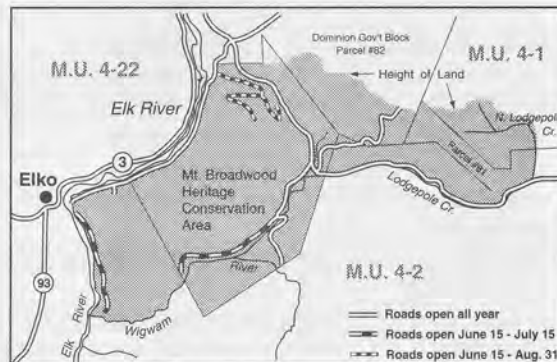 Dominion Gov't Block
Parcel #82
M.U. 4-22
M.U. 4-1
Height of Land
Elk River
N. Lodgepole
Cr.
3
Parcel #81
Elko
Mt. Broadwood
Heritage
Conservation
Area
Lodgepole Cr.
93
River
M.U. 4-2
Elk River
Wigwam
Roads open all year
Roads open June 15 - July 15
Roads open June 15 - Aug. 31